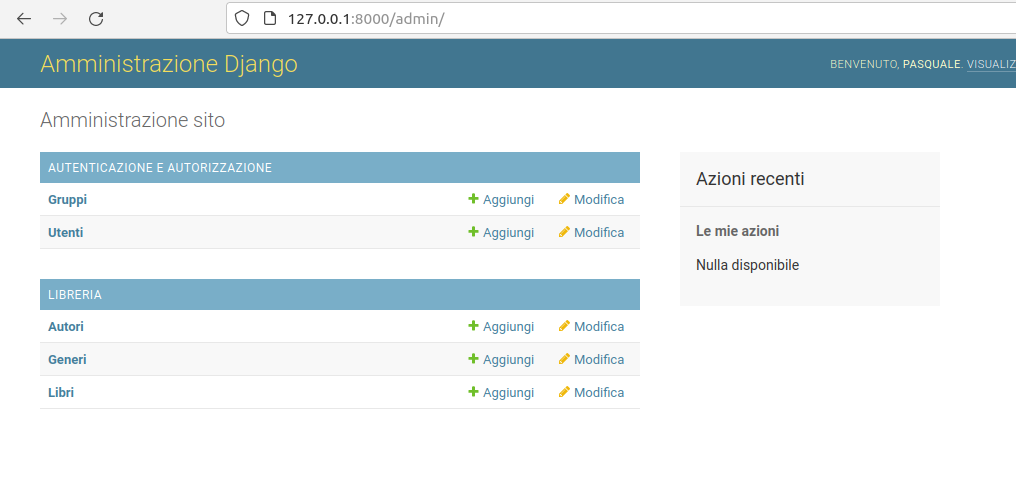 127.0.0.1:8000/admin/
Amministrazione Django
BENVENUTO, PASQUALE.
Amministrazione sito
AUTENTICAZIONE E AUTORIZZAZIONE
Gruppi Aggiungi Modifica
Utenti Aggiungi Modifica
LIBRERIA
Autori Aggiungi Modifica
Generi Aggiungi Modifica
Libri Aggiungi Modifica
Azioni recenti
Le mie azioni
Nulla disponibile